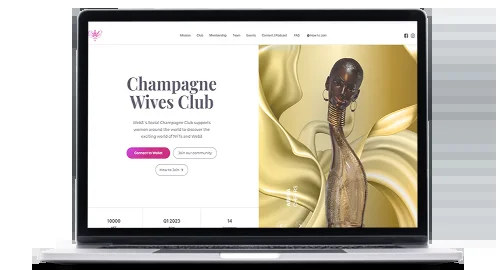 Mission Club Membership Team Events Content / Podcast FAQ How to Join
Champagne
Wives Club
Web3's Social Champagne Club supports
women around the world to discover the
exciting world of NFTs and Web3
Connect to Wallet Join our community
How to Join
10000 Q1 2023 14